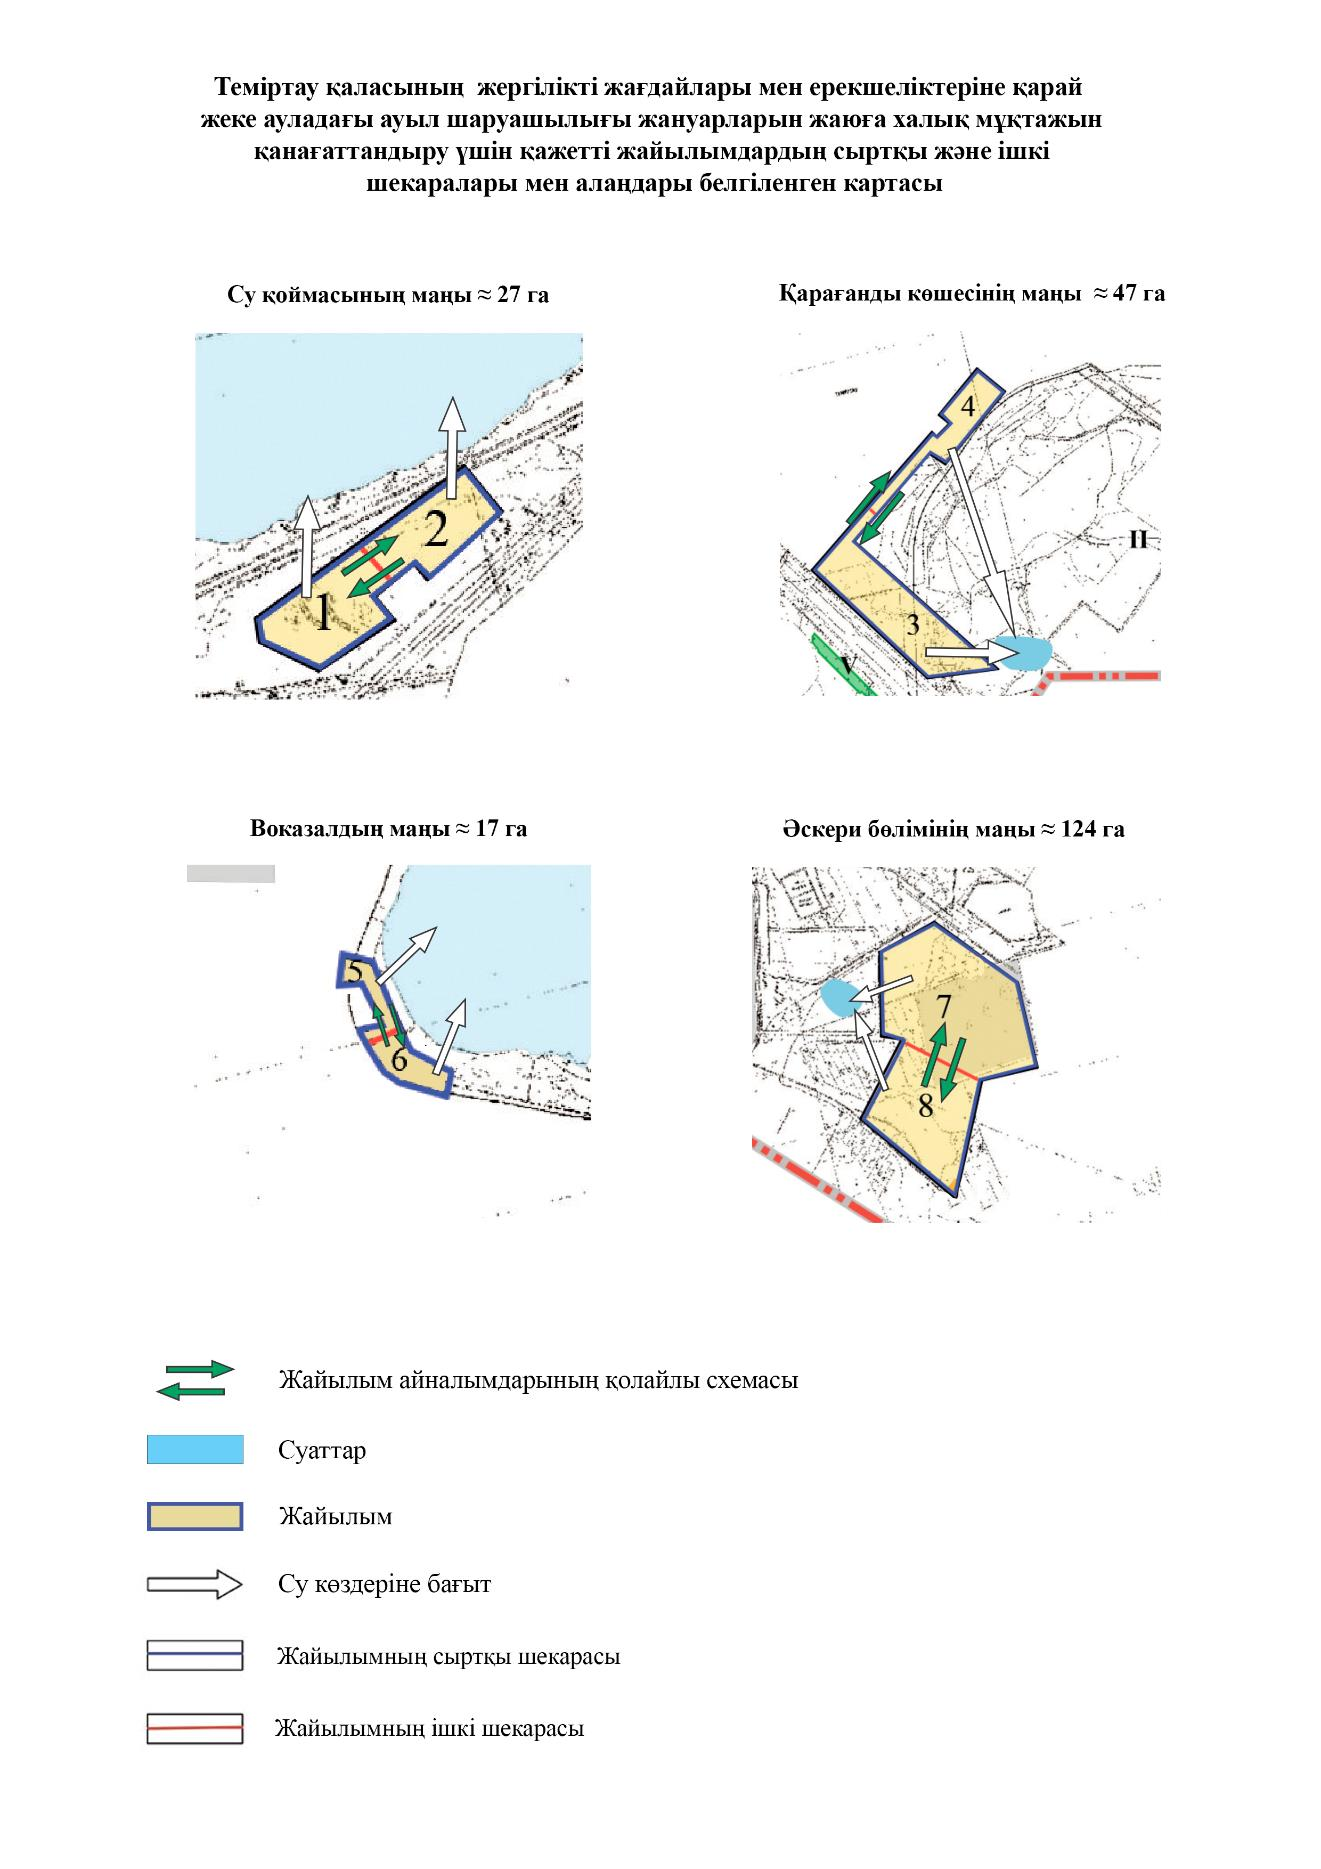 Теміртау қаласының жергілікті жағдайлары мен ерекшеліктеріне қарай
жеке ауладағы ауыл шаруашылығы жануарларын жаюға халық мұқтажын
қанағаттандыру үшін қажетті жайылымдардың сыртқы және ішкі
шекаралары мен алаңдары белгіленген картасы
Су қоймасының маңы ≈ 27 га
Қарағанды көшесінің маңы ≈ 47 га
1
2
4
3
II
V
Воказалдың маңы ≈ 17 га
Әскери бөлімінің маңы ≈ 124 га
5
6
7
8
Жайылым айналымдарының қолайлы схемасы
Суаттар
Жайылым
Су көздеріне бағыт
Жайылымның сыртқы шекарасы
Жайылымның ішкі шекарасы